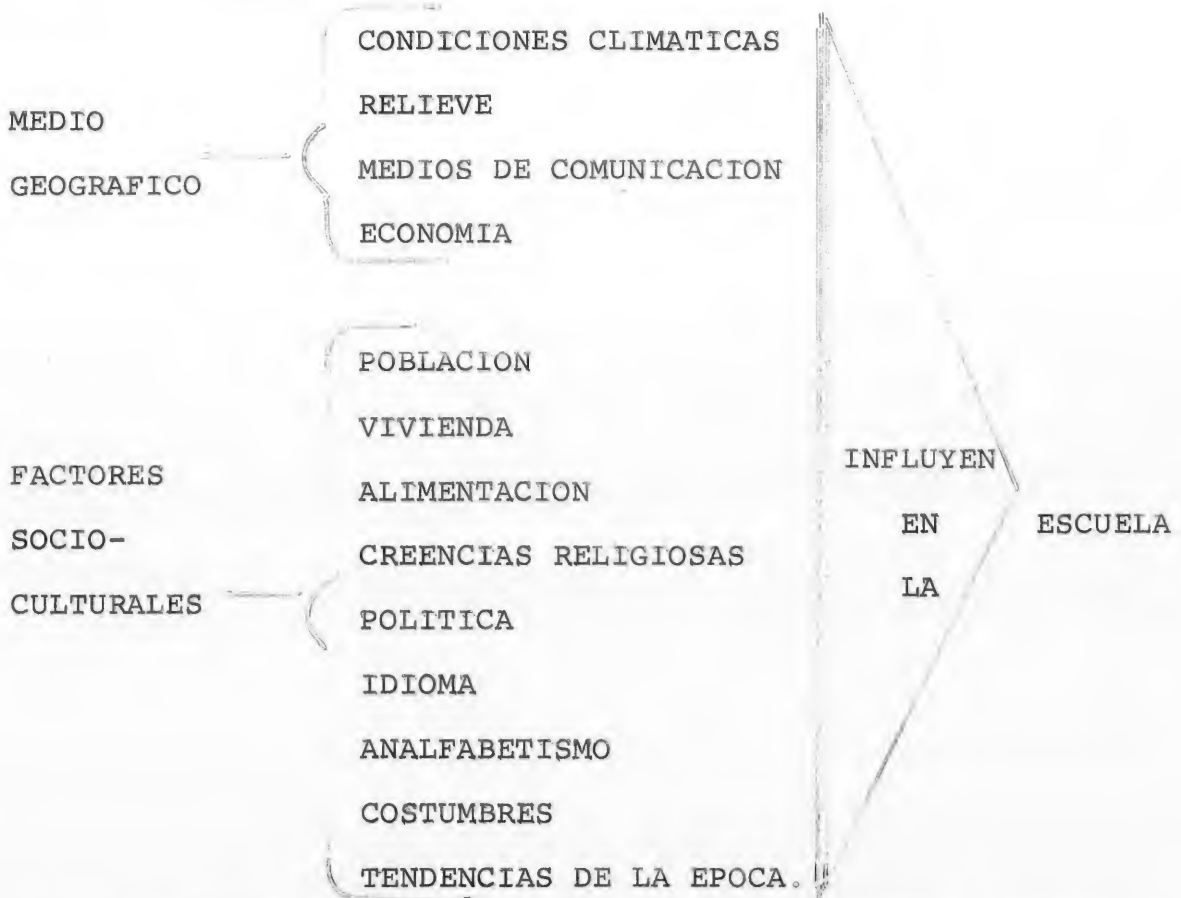 MEDIO
GEOGRAFICO
CONDICIONES CLIMATICAS
RELIEVE
MEDIOS DE COMUNICACION
ECONOMIA
FACTORES
SOCIO-
CULTURALES
POBLACION
VIVIENDA
ALIMENTACION
CREENCIAS RELIGIOSAS
POLITICA
IDIOMA
ANALFABETISMO
COSTUMBRES
TENDENCIAS DE LA EPOCA.
INFLUYEN
EN
LA
ESCUELA